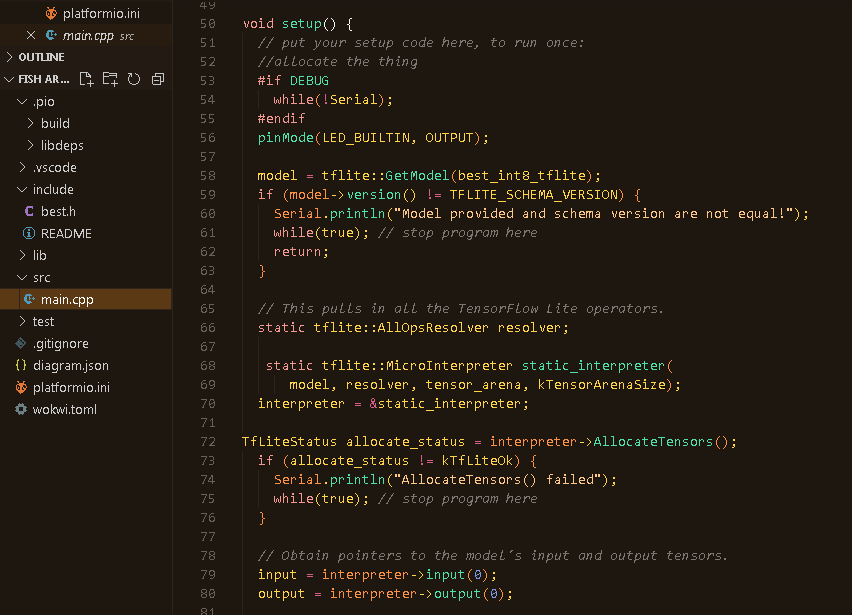 platformio.ini
main.cpp src
OUTLINE
FISH AR...
.pio
build
libdeps
.vscode
include
C best.h
README
lib
src
main.cpp
test
.gitignore
{} diagram.json
platformio.ini
wokwi.toml
49
50 void setup() {
51 // put your setup code here, to run once:
52 //allocate the thing
53 #if DEBUG
54 while(!Serial);
55 #endif
56 pinMode(LED_BUILTIN, OUTPUT);
57
58 model = tflite::GetModel(best_int8_tflite);
59 if (model->version() != TFLITE_SCHEMA_VERSION) {
60 Serial.println("Model provided and schema version are not equal!");
61 while(true); // stop program here
62 return;
63 }
64
65 // This pulls in all the TensorFlow Lite operators.
66 static tflite::AllOpsResolver resolver;
67
68 static tflite::MicroInterpreter static_interpreter(
69 model, resolver, tensor_arena, kTensorArenaSize);
70 interpreter = &static_interpreter;
71
72 TfLiteStatus allocate_status = interpreter->AllocateTensors();
73 if (allocate_status != kTfLiteOk) {
74 Serial.println("AllocateTensors() failed");
75 while(true); // stop program here
76 }
77
78 // Obtain pointers to the model's input and output tensors.
79 input = interpreter->input(0);
80 output = interpreter->output(0);
81